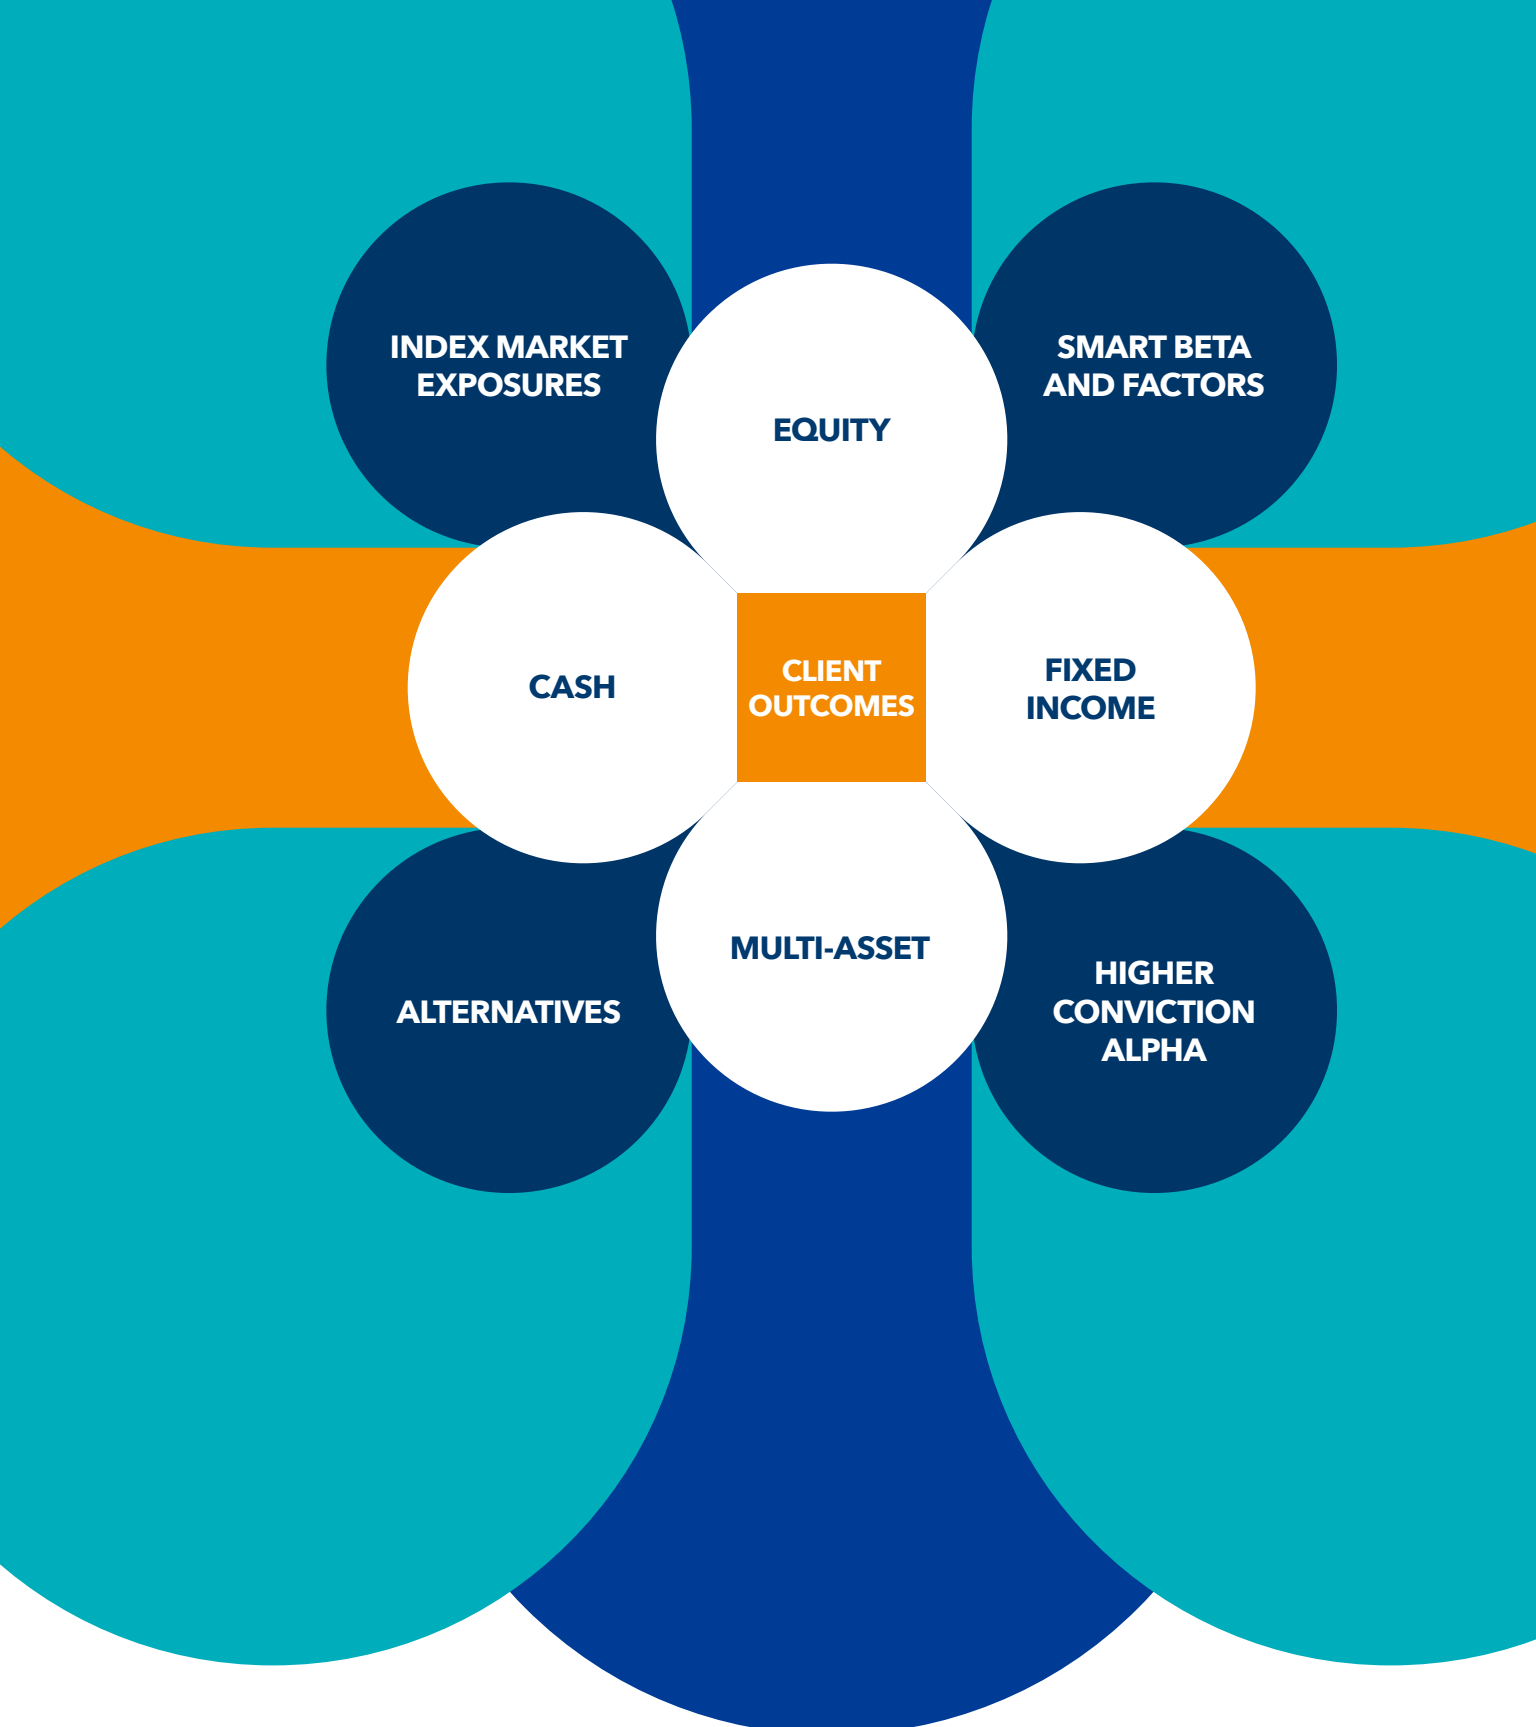 INDEX MARKET
EXPOSURES
SMART BETA
AND FACTORS
EQUITY
CASH
CLIENT
OUTCOMES
FIXED
INCOME
MULTI-ASSET
ALTERNATIVES
HIGHER
CONVICTION
ALPHA